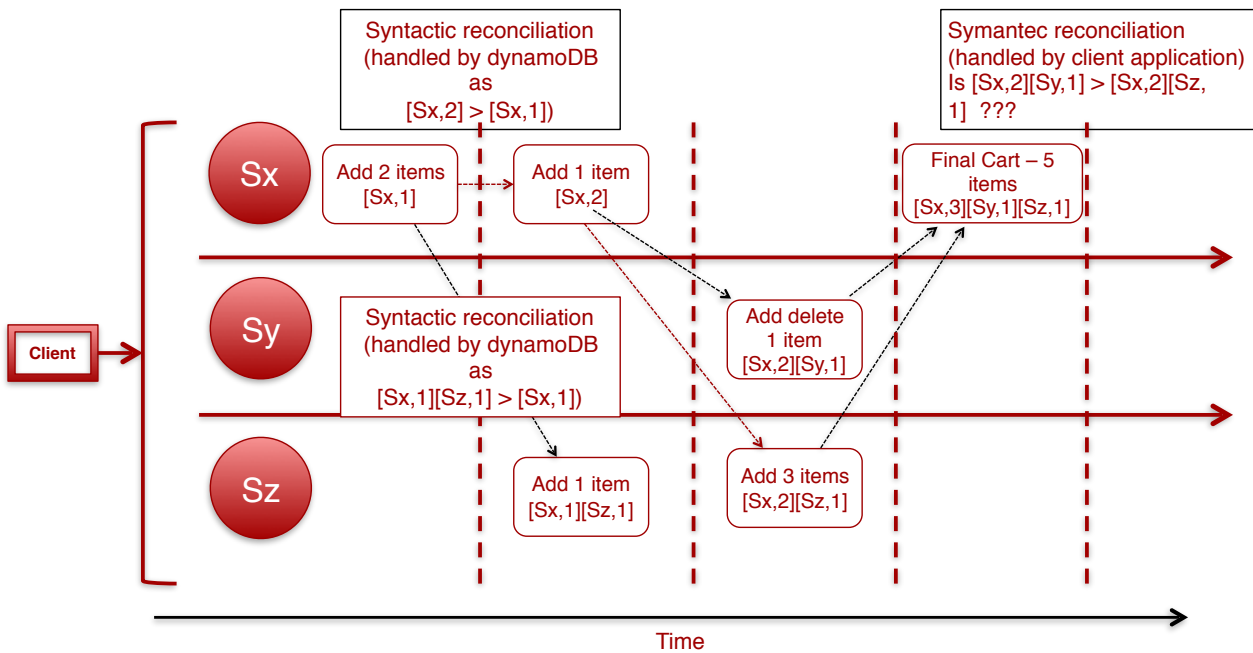 Syntactic reconciliation
(handled by dynamoDB
as
[Sx,2] > [Sx,1])
Symantec reconciliation
(handled by client application)
Is [Sx,2][Sy,1] > [Sx,2][Sz,
1] ???
Sx
Add 2 items
[Sx,1]
Add 1 item
[Sx,2]
Final Cart – 5
items
[Sx,3][Sy,1][Sz,1]
Client
Sy
Syntactic reconciliation
(handled by dynamoDB
as
[Sx,1][Sz,1] > [Sx,1])
Add delete
1 item
[Sx,2][Sy,1]
Sz
Add 1 item
[Sx,1][Sz,1]
Add 3 items
[Sx,2][Sz,1]
Time